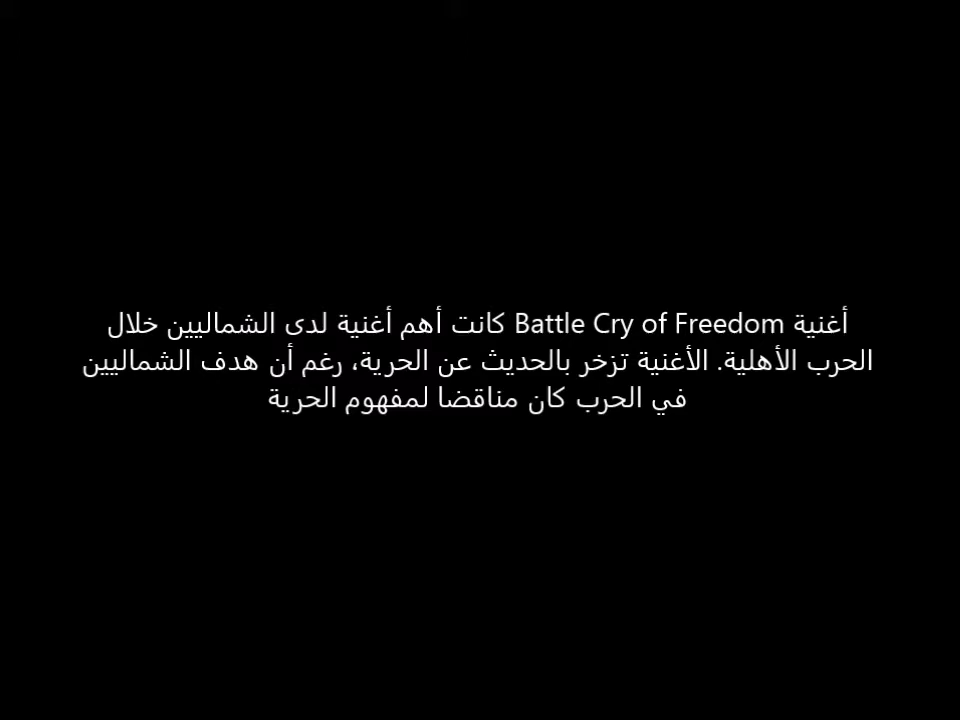 أغنية Battle Cry of Freedom كانت أهم أغنية لدى الشماليين خلال
الحرب الأهلية. الأغنية تزخر بالحديث عن الحرية، رغم أن هدف الشماليين
في الحرب كان مناقضا لمفهوم الحرية